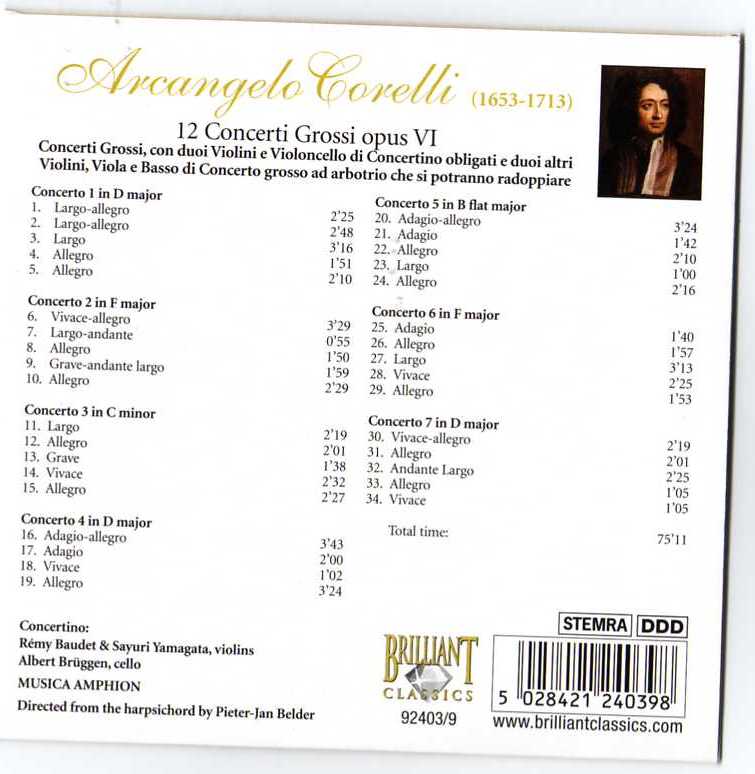 Arcangelo Corelli (1653-1713)
12 Concerti Grossi opus VI
Concerti Grossi, con duoi Violini e Violoncello di Concertino obligati e duoi altri
Violini, Viola e Basso di Concerto grosso ad arbotrio che si potranno radoppiare
Concerto 1 in D major
1. Largo-allegro 2'25
2. Largo-allegro 2'48
3. Largo 3'16
4. Allegro 1'51
5. Allegro 2'10
Concerto 2 in F major
6. Vivace-allegro 3'29
7. Largo-andante 0'55
8. Allegro 1'50
9. Grave-andante largo 1'59
10. Allegro 2'29
Concerto 3 in C minor
11. Largo 2'19
12. Allegro 2'01
13. Grave 1'38
14. Vivace 2'32
15. Allegro 2'27
Concerto 4 in D major
16. Adagio-allegro 3'43
17. Adagio 2'00
18. Vivace 1'02
19. Allegro 3'24
Concerto 5 in B flat major
20. Adagio-allegro 3'24
21. Adagio 1'42
22. Allegro 2'10
23. Largo 1'00
24. Allegro 2'16
Concerto 6 in F major
25. Adagio 1'40
26. Allegro 1'57
27. Largo 3'13
28. Vivace 2'25
29. Allegro 1'53
Concerto 7 in D major
30. Vivace-allegro 2'19
31. Allegro 2'01
32. Andante Largo 2'25
33. Allegro 1'05
34. Vivace 1'05
Total time: 75'11
Concertino:
Rémy Baudet & Sayuri Yamagata, violins
Albert Brüggen, cello
MUSICA AMPHION
Directed from the harpsichord by Pieter-Jan Belder
BRILLIANT
CLASSICS
92403/9
STEMRA DDD
5 028421 240398
www.brilliantclassics.com